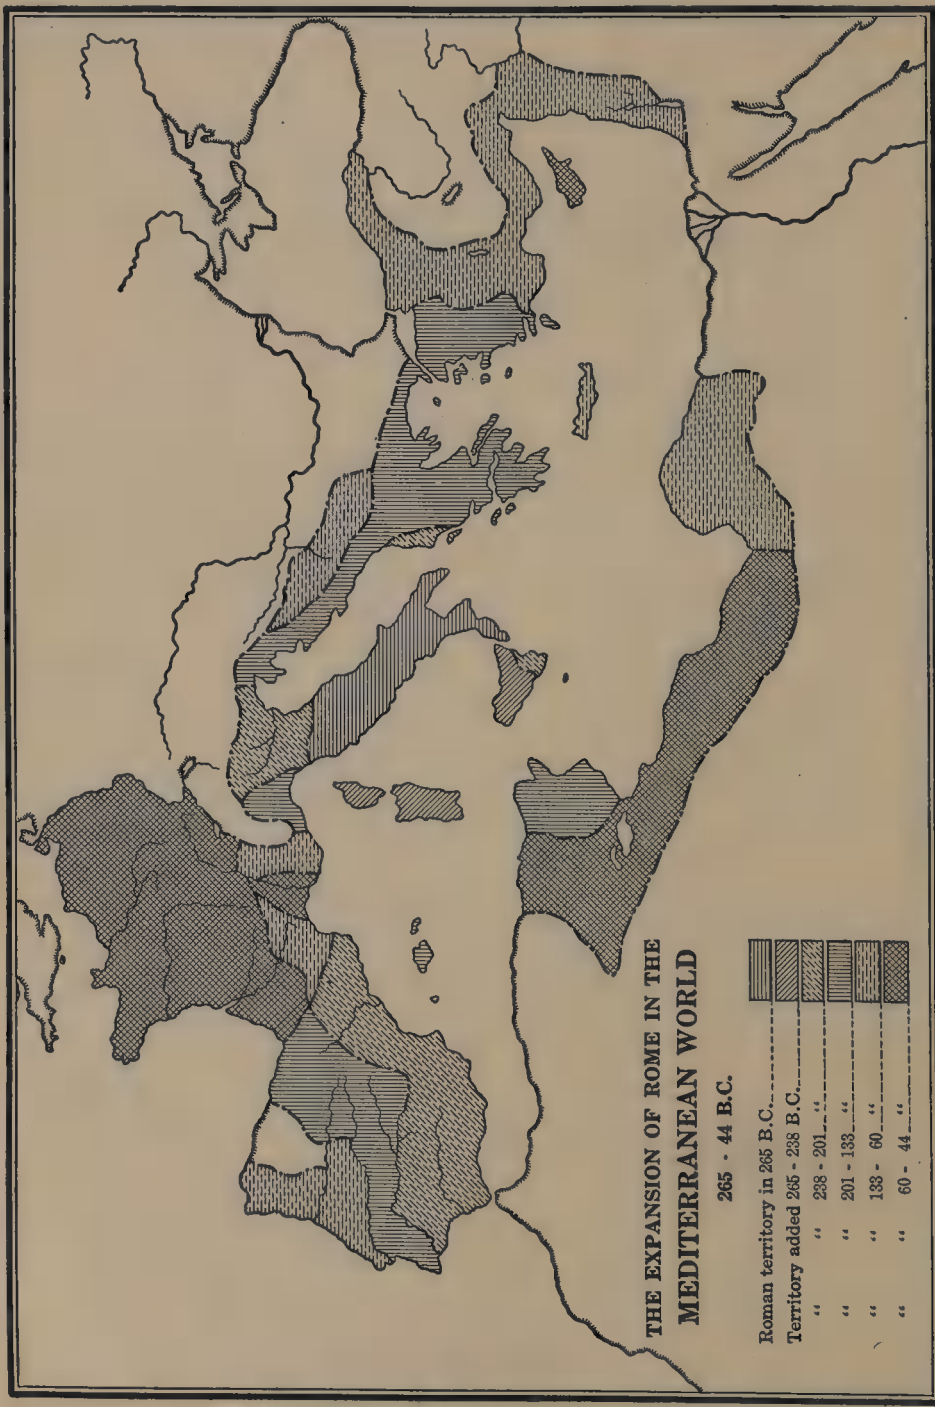 THE EXPANSION OF ROME IN THE
MEDITERRANEAN WORLD
265 - 44 B.C.
Roman territory in 265 B.C.
Territory added 265 - 238 B.C.
“ “ 238 - 201 “
“ “ 201 - 133 “
“ “ 133 - 60 “
“ “ 60 - 44 “